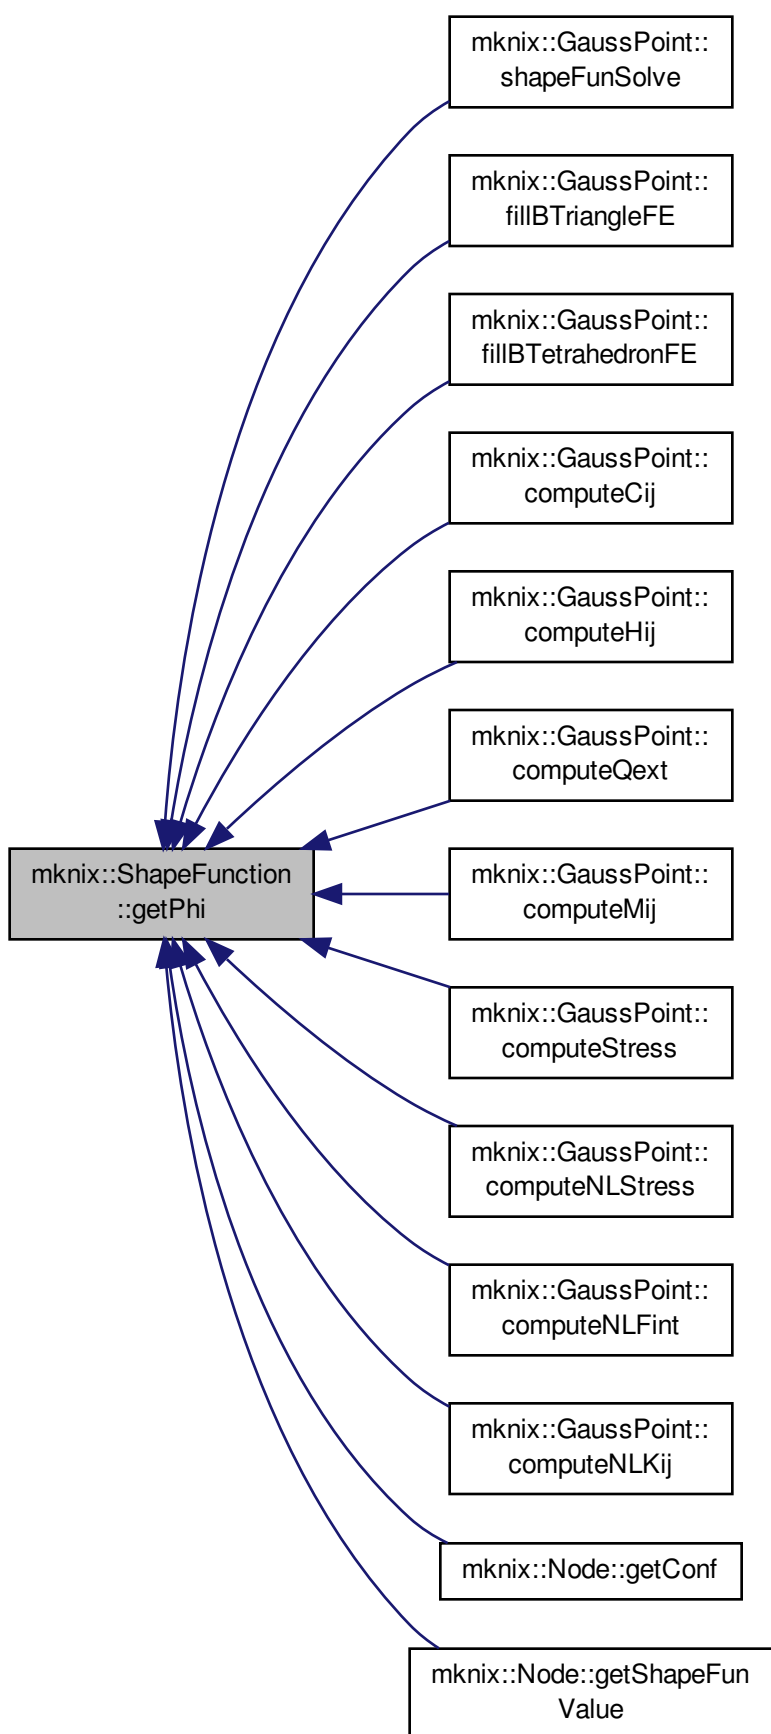 mknix::GaussPoint::
shapeFunSolve
mknix::GaussPoint::
fillBTriangleFE
mknix::GaussPoint::
fillBTetrahedronFE
mknix::GaussPoint::
computeCij
mknix::GaussPoint::
computeHij
mknix::GaussPoint::
computeQext
mknix::ShapeFunction
::getPhi
mknix::GaussPoint::
computeMij
mknix::GaussPoint::
computeStress
mknix::GaussPoint::
computeNLStress
mknix::GaussPoint::
computeNLFint
mknix::GaussPoint::
computeNLKij
mknix::Node::getConf
mknix::Node::getShapeFun
Value